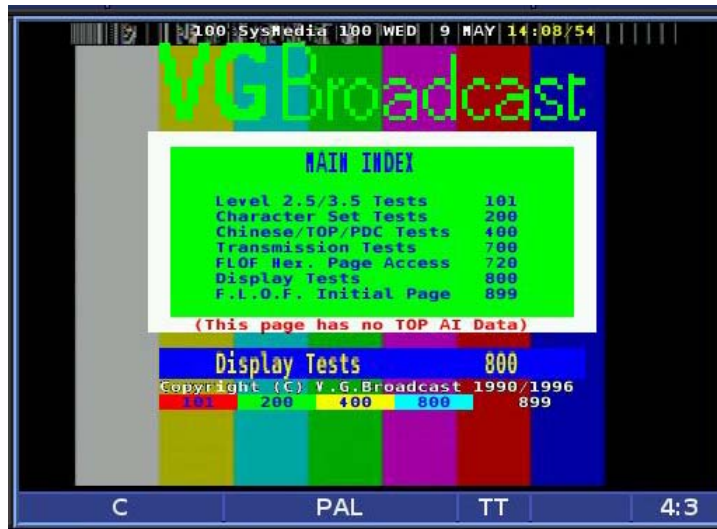 100 SysMedia 100 WED 9 MAY 14:08/54
VGBroadcast
MAIN INDEX
Level 2.5/3.5 Tests 101
Character Set Tests 200
Chinese/TOP/PDC Tests 400
Transmission Tests 700
FLOF Hex. Page Access 720
Display Tests 800
F.L.O.F. Initial Page 899
(This page has no TOP AI Data)
Display Tests 800
Copyright (C) V.G.Broadcast 1990/1996
101 200 400 800 899
C PAL TT 4:3